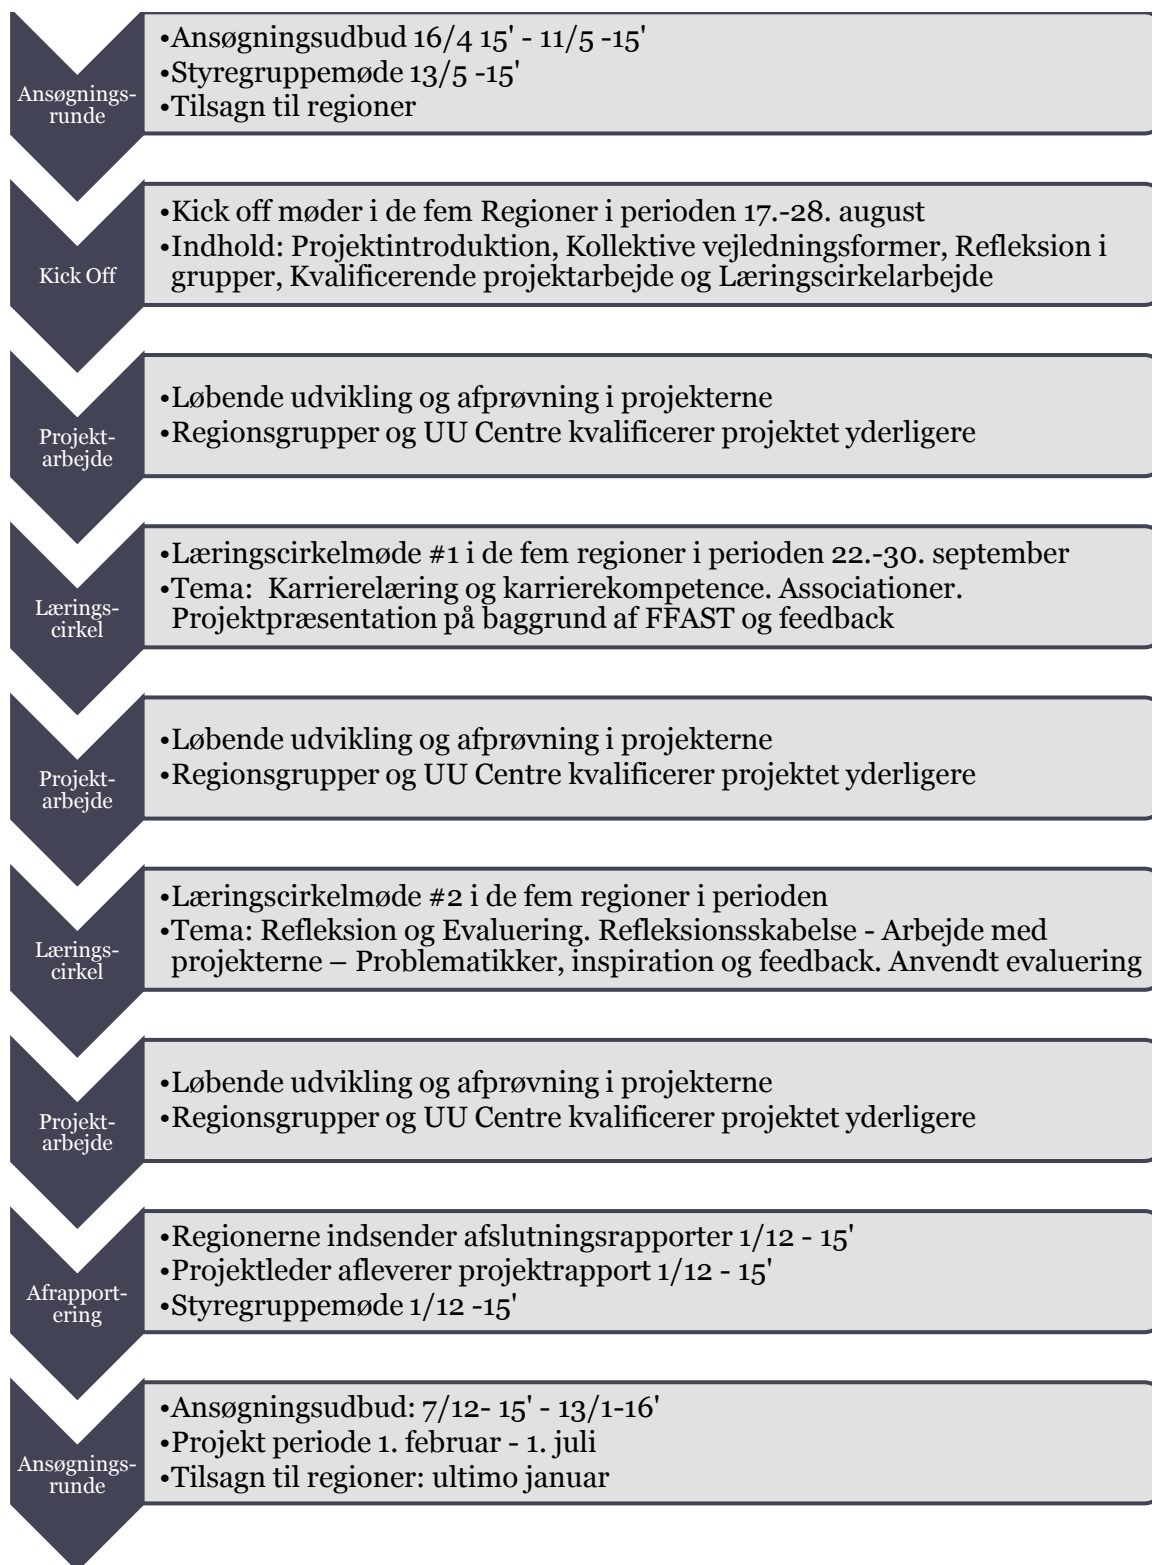 Ansøgnings-
runde
•Ansøgningsudbud 16/4 15' - 11/5 -15'
•Styregruppemøde 13/5 -15'
•Tilsagn til regioner
Kick Off
•Kick off møder i de fem Regioner i perioden 17.-28. august
•Indhold: Projektintroduktion, Kollektive vejledningsformer, Refleksion i
grupper, Kvalificerende projektarbejde og Læringscirkelarbejde
Projekt-
arbejde
•Løbende udvikling og afprøvning i projekterne
•Regionsgrupper og UU Centre kvalificerer projektet yderligere
Lærings-
cirkel
•Læringscirkelmøde #1 i de fem regioner i perioden 22.-30. september
•Tema:  Karrierelæring og karrierekompetence. Associationer.
Projektpræsentation på baggrund af FFAST og feedback
Projekt-
arbejde
•Løbende udvikling og afprøvning i projekterne
•Regionsgrupper og UU Centre kvalificerer projektet yderligere
Lærings-
cirkel
•Læringscirkelmøde #2 i de fem regioner i perioden
•Tema: Refleksion og Evaluering. Refleksionsskabelse - Arbejde med
projekterne – Problematikker, inspiration og feedback. Anvendt evaluering
Projekt-
arbejde
•Løbende udvikling og afprøvning i projekterne
•Regionsgrupper og UU Centre kvalificerer projektet yderligere
Afrapport-
ering
•Regionerne indsender afslutningsrapporter 1/12 - 15'
•Projektleder afleverer projektrapport 1/12 - 15'
•Styregruppemøde 1/12 -15'
Ansøgnings-
runde
•Ansøgningsudbud: 7/12- 15' - 13/1-16'
•Projekt periode 1. februar - 1. juli
•Tilsagn til regioner: ultimo januar